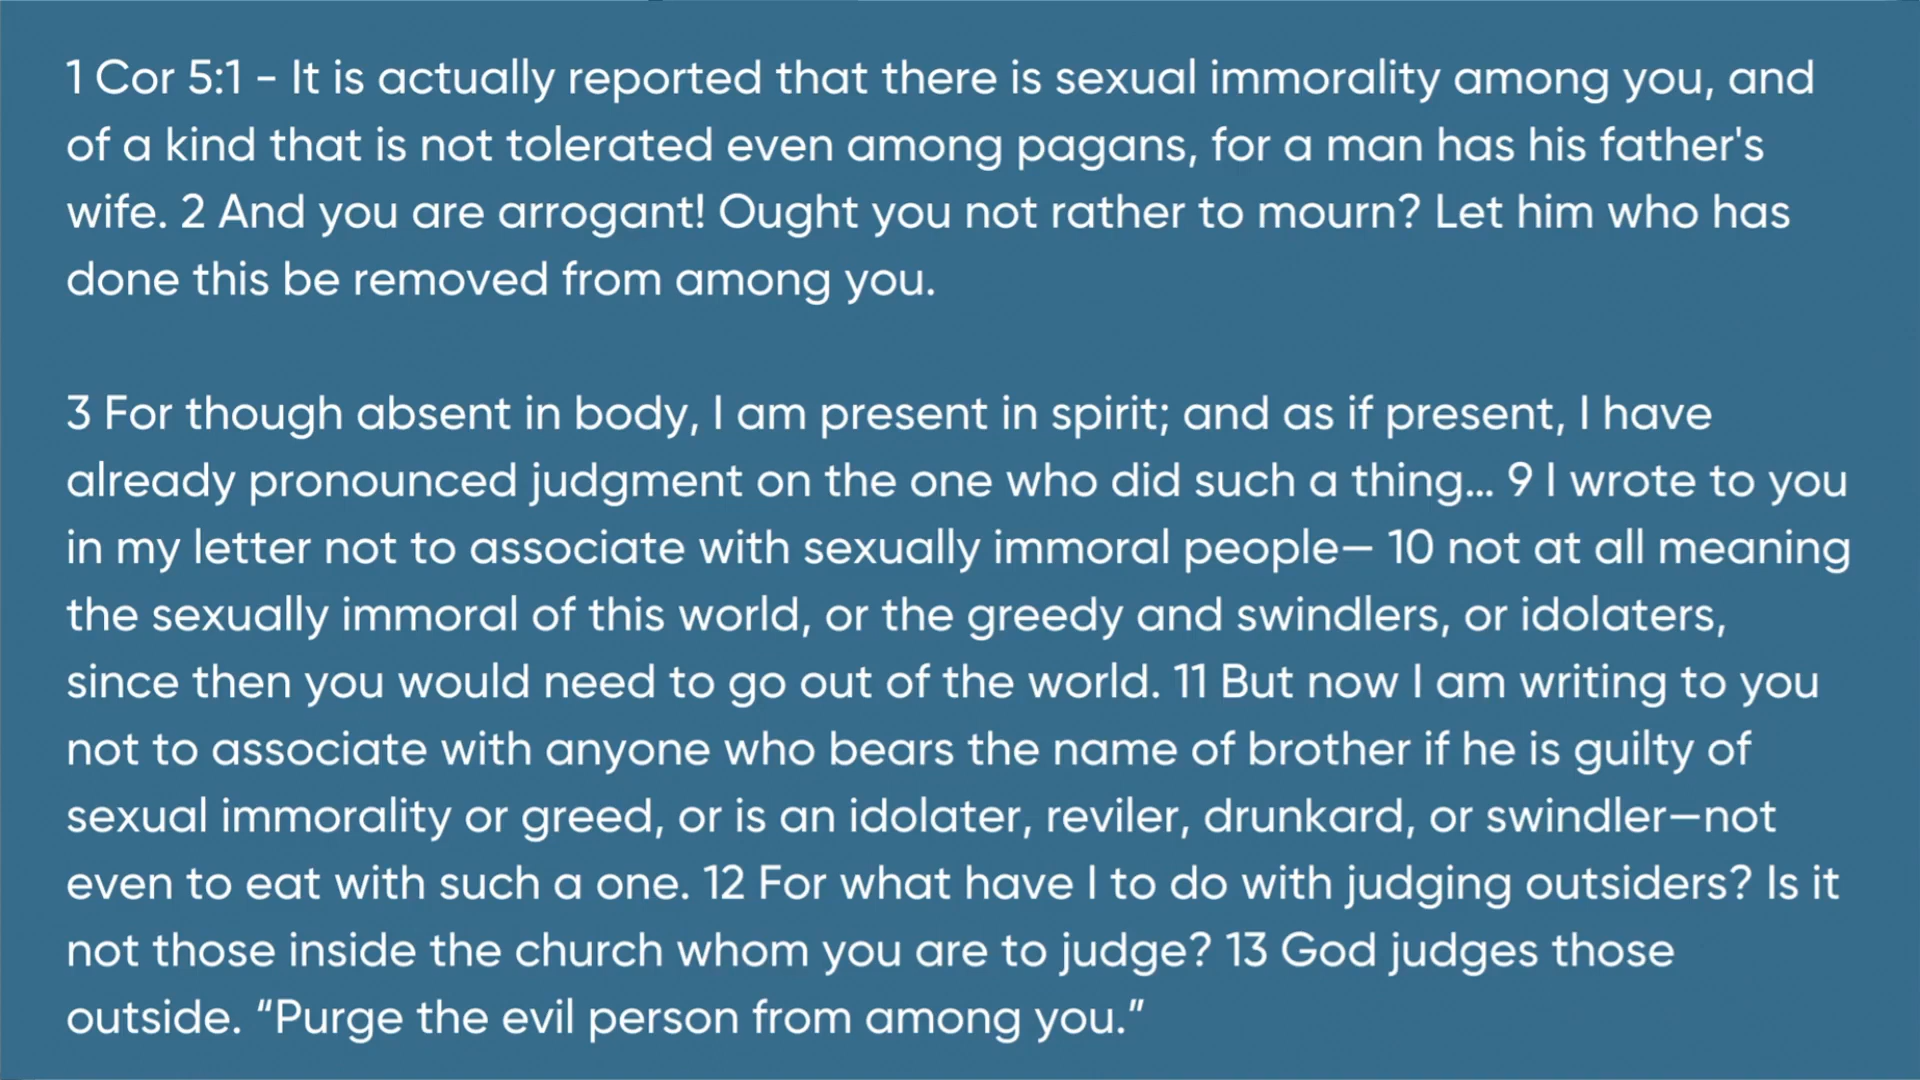 1 Cor 5:1 - It is actually reported that there is sexual immorality among you, and
of a kind that is not tolerated even among pagans, for a man has his father's
wife. 2 And you are arrogant! Ought you not rather to mourn? Let him who has
done this be removed from among you.
3 For though absent in body, I am present in spirit; and as if present, I have
already pronounced judgment on the one who did such a thing... 9 I wrote to you
in my letter not to associate with sexually immoral people— 10 not at all meaning
the sexually immoral of this world, or the greedy and swindlers, or idolaters,
since then you would need to go out of the world. 11 But now I am writing to you
not to associate with anyone who bears the name of brother if he is guilty of
sexual immorality or greed, or is an idolater, reviler, drunkard, or swindler—not
even to eat with such a one. 12 For what have I to do with judging outsiders? Is it
not those inside the church whom you are to judge? 13 God judges those
outside. “Purge the evil person from among you.”